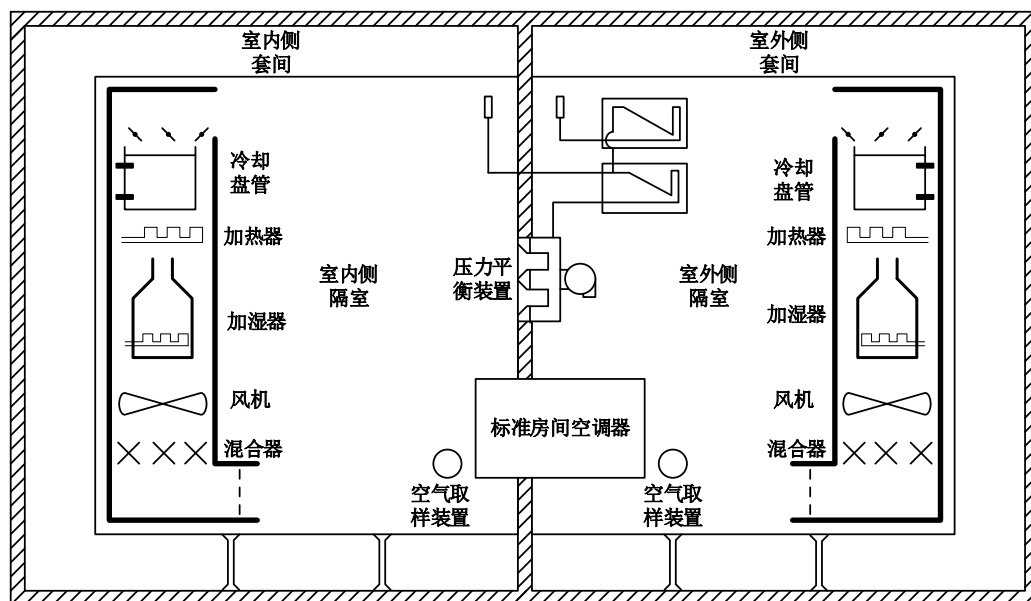 室内侧
套间
室外侧
套间
冷却
盘管
加热器
室内侧
隔室
加湿器
风机
混合器
压力平
衡装置
标准房间空调器
空气取
样装置
空气取
样装置
室外侧
隔室
冷却
盘管
加热器
加湿器
风机
混合器